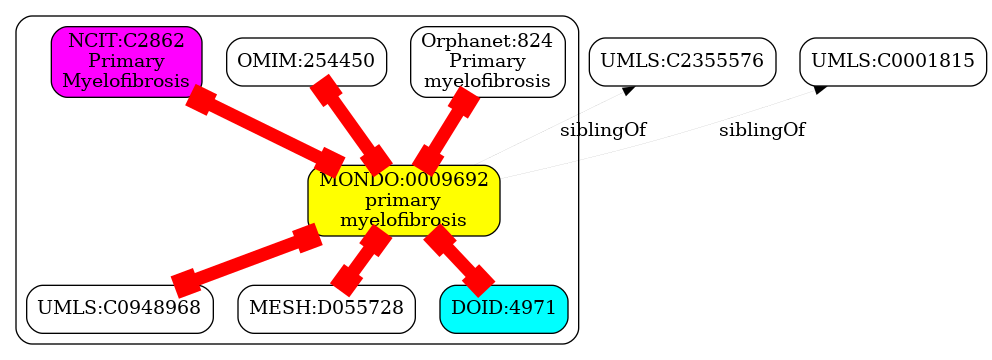 NCIT:C2862
Primary
Myelofibrosis
OMIM:254450
Orphanet:824
Primary
myelofibrosis
UMLS:C2355576
UMLS:C0001815
siblingOf
siblingOf
MONDO:0009692
primary
myelofibrosis
UMLS:C0948968
MESH:D055728
DOID:4971